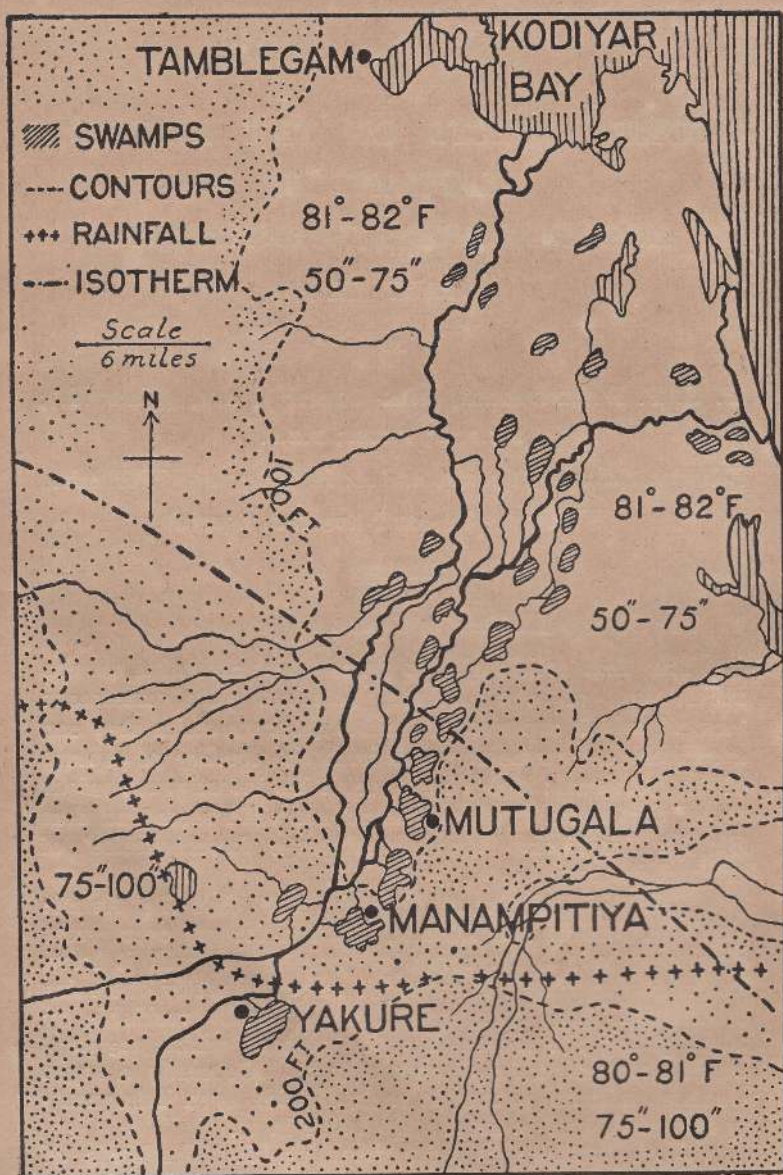 KODIYAR
TAMBLEGAM
BAY
SWAMPS
CONTOURS
81°-82°F
RAINFALL
50"-75"
ISOTHERM
Scale
6 miles
N
100 FT
81°-82°F
50"-75"
MUTUGALA
75"-100"
MANAMPITIYA
YAKURE
200 FT
80°-81°F
75"-100"